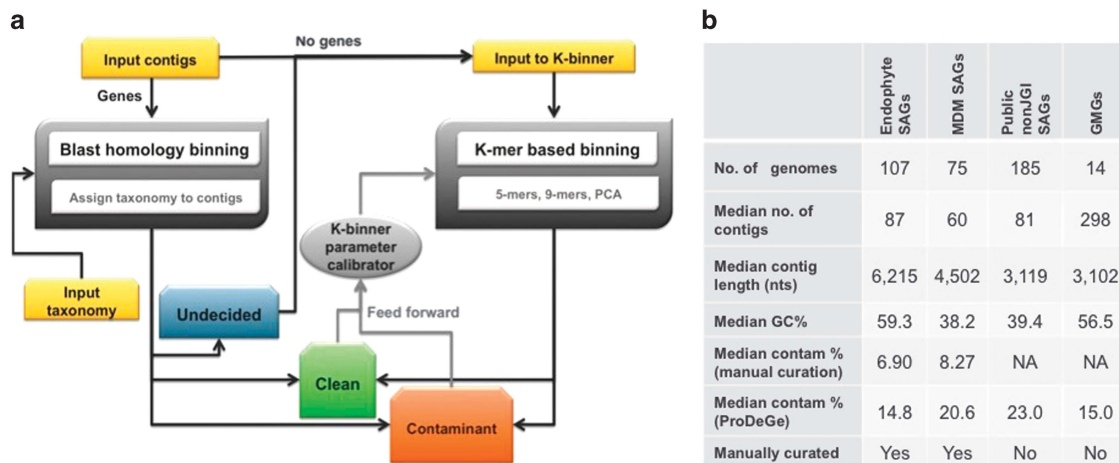 a
Input contigs
No genes
Input to K-binner
Genes
Blast homology binning
Assign taxonomy to contigs
K-mer based binning
5-mers, 9-mers, PCA
K-binner
parameter
calibrator
Input
taxonomy
Undecided
Feed forward
Clean
Contaminant
b
Endophyte
SAGs
MDM SAGs
Public
nonJGI
SAGs
GMGs
No. of genomes 107 75 185 14
Median no. of
contigs 87 60 81 298
Median contig
length (nts) 6,215 4,502 3,119 3,102
Median GC% 59.3 38.2 39.4 56.5
Median contam %
(manual curation) 6.90 8.27 NA NA
Median contam %
(ProDeGe) 14.8 20.6 23.0 15.0
Manually curated Yes Yes No No